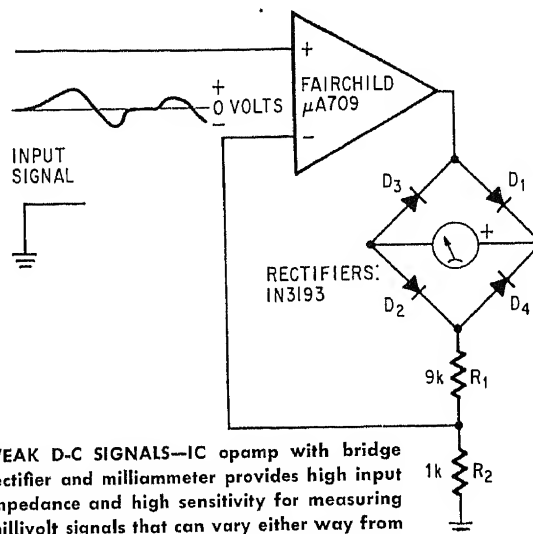 +
FAIRCHILD
μA709
−
+
0 VOLTS
−
INPUT
SIGNAL
D3
D1
+
RECTIFIERS:
IN3193
D2
D4
9k R1
1k R2
EAK D-C SIGNALS—IC opamp with bridge
ectifier and milliammeter provides high input
mpedance and high sensitivity for measuring
illivolt signals that can vary either way from